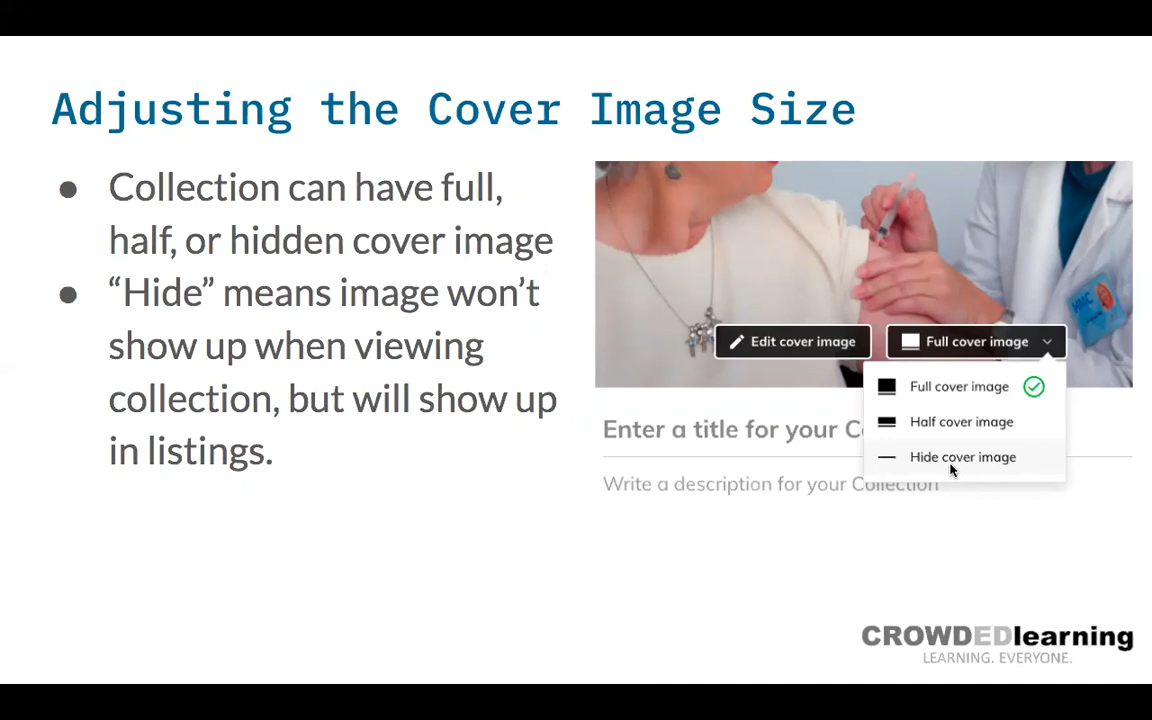 Adjusting the Cover Image Size
● Collection can have full,
half, or hidden cover image
● “Hide” means image won’t
show up when viewing
collection, but will show up
in listings.
HMC
Edit cover image
Full cover image
Full cover image
Half cover image
Hide cover image
Enter a title for your C
Write a description for your Collection
CROWDEDlearning
LEARNING. EVERYONE.